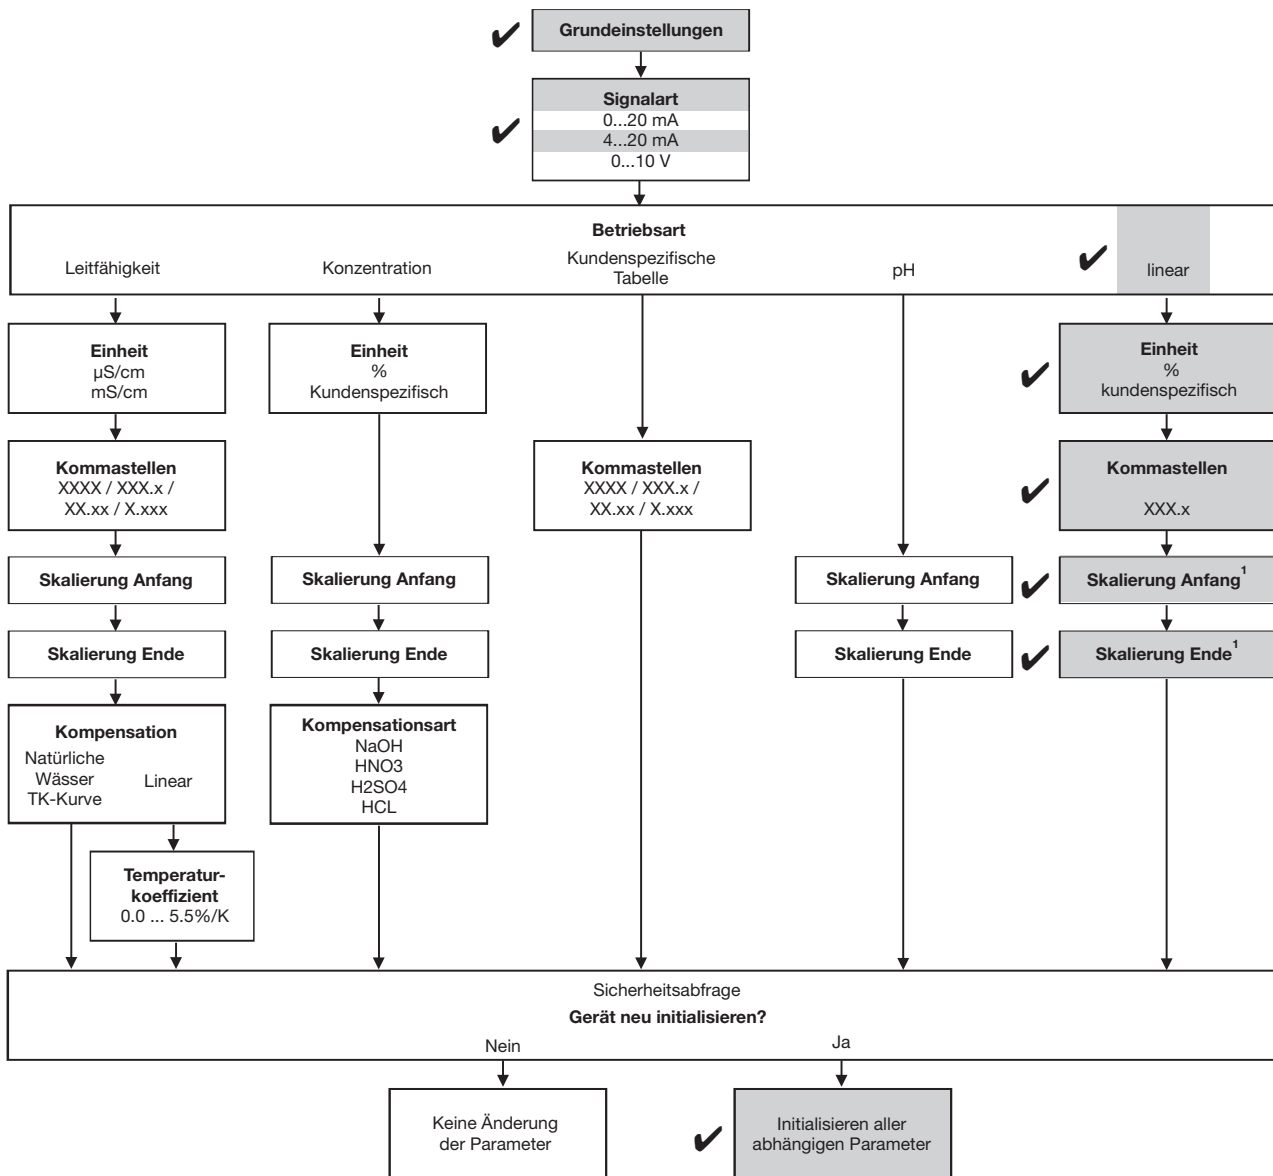 Grundeinstellungen
Signalart
0...20 mA
4...20 mA
0...10 V
Betriebsart
Leitfähigkeit
Konzentration
Kundenspezifische
Tabelle
pH
linear
Einheit
µS/cm
mS/cm
Einheit
%
Kundenspezifisch
Einheit
%
kundenspezifisch
Kommastellen
XXXX / XXX.x /
XX.xx / X.xxx
Kommastellen
XXXX / XXX.x /
XX.xx / X.xxx
Kommastellen
XXX.x
Skalierung Anfang
Skalierung Anfang
Skalierung Anfang
Skalierung Anfang¹
Skalierung Ende
Skalierung Ende
Skalierung Ende
Skalierung Ende¹
Kompensation
Natürliche
Wässer
TK-Kurve
Linear
Kompensationsart
NaOH
HNO3
H2SO4
HCL
Temperatur-
koeffizient
0.0 ... 5.5%/K
Sicherheitsabfrage
Gerät neu initialisieren?
Nein
Ja
Keine Änderung
der Parameter
Initialisieren aller
abhängigen Parameter